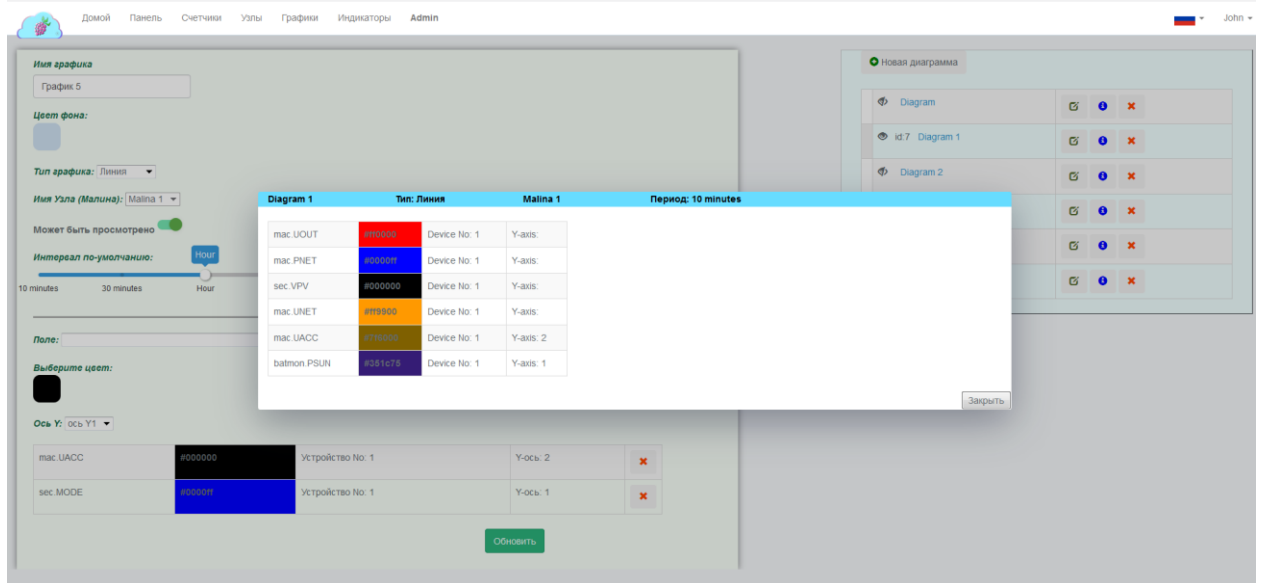 Домой Панель Счетчики Узлы Графики Индикаторы Admin John
Имя графика
График 5
Цвет фона:
Тип графика: Линия
Имя Узла (Малина): Malina 1
Может быть просмотрено
Интервал по-умолчанию: Hour
10 minutes 30 minutes Hour
Поле:
Выберите цвет:
Ось Y: ось Y1
mac.UACC #000000 Устройство No: 1 Y-ось: 2
sec.MODE #0000ff Устройство No: 1 Y-ось: 1
Обновить
Новая диаграмма
Diagram
id:7 Diagram 1
Diagram 2
Diagram 1 Тип: Линия Malina 1 Период: 10 minutes
mac.UOUT #ff0000 Device No: 1 Y-axis:
mac.PNET #0000ff Device No: 1 Y-axis:
sec.VPV #000000 Device No: 1 Y-axis:
mac.UNET #ff9900 Device No: 1 Y-axis:
mac.UACC Device No: 1 Y-axis: 2
batmon.PSUN #351c75 Device No: 1 Y-axis: 1
Закрыть